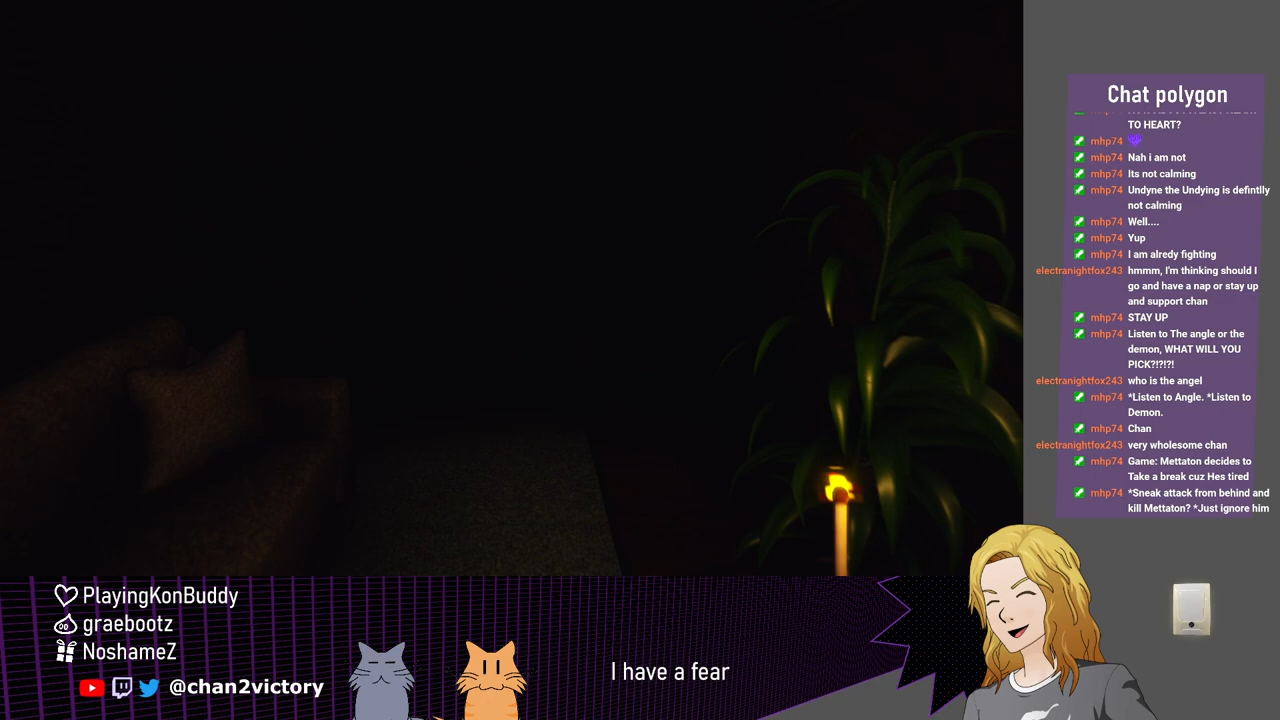 Chat polygon
TO HEART?
mhp74 💜
mhp74 Nah i am not
mhp74 Its not calming
mhp74 Undyne the Undying is defintlly
not calming
mhp74 Well....
mhp74 Yup
mhp74 I am alredy fighting
electranightfox243 hmmm, I'm thinking should I
go and have a nap or stay up
and support chan
mhp74 STAY UP
mhp74 Listen to The angle or the
demon, WHAT WILL YOU
PICK?!?!?!
electranightfox243 who is the angel
mhp74 *Listen to Angle. *Listen to
Demon.
mhp74 Chan
electranightfox243 very wholesome chan
mhp74 Game: Mettaton decides to
Take a break cuz Hes tired
mhp74 *Sneak attack from behind and
kill Mettaton? *Just ignore him
PlayingKonBuddy
graebootz
NoshameZ
@chan2victory
I have a fear